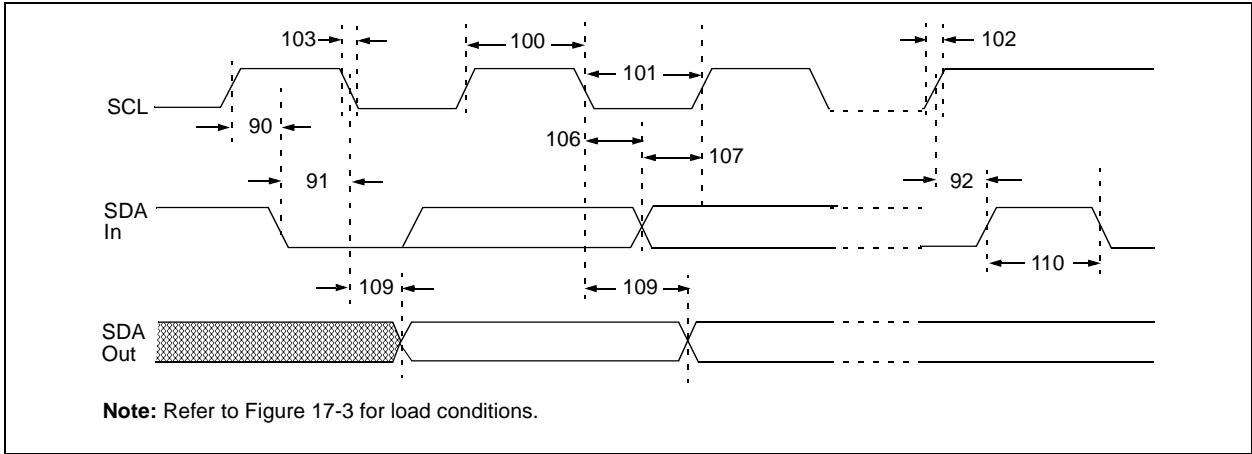 103
100
102
101
SCL
90
106
107
91
92
SDA
In
110
109
109
SDA
Out
Note: Refer to Figure 17-3 for load conditions.